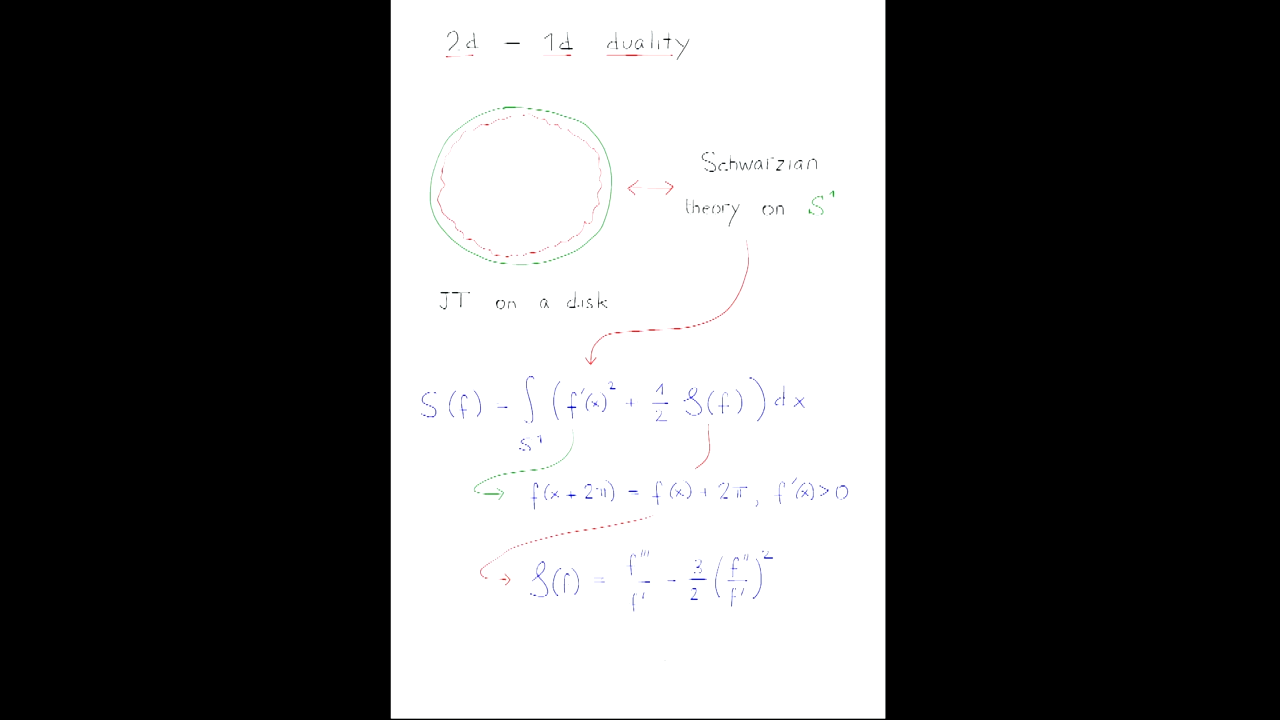 2d – 1d duality
Schwarzian
theory on S¹
JT on a disk
S(f) = ∫_{S¹} (f'(x)² + 1/2 S(f)) dx
f(x + 2π) = f(x) + 2π, f'(x) > 0
S(f) = f'''/f' - 3/2 (f''/f')²